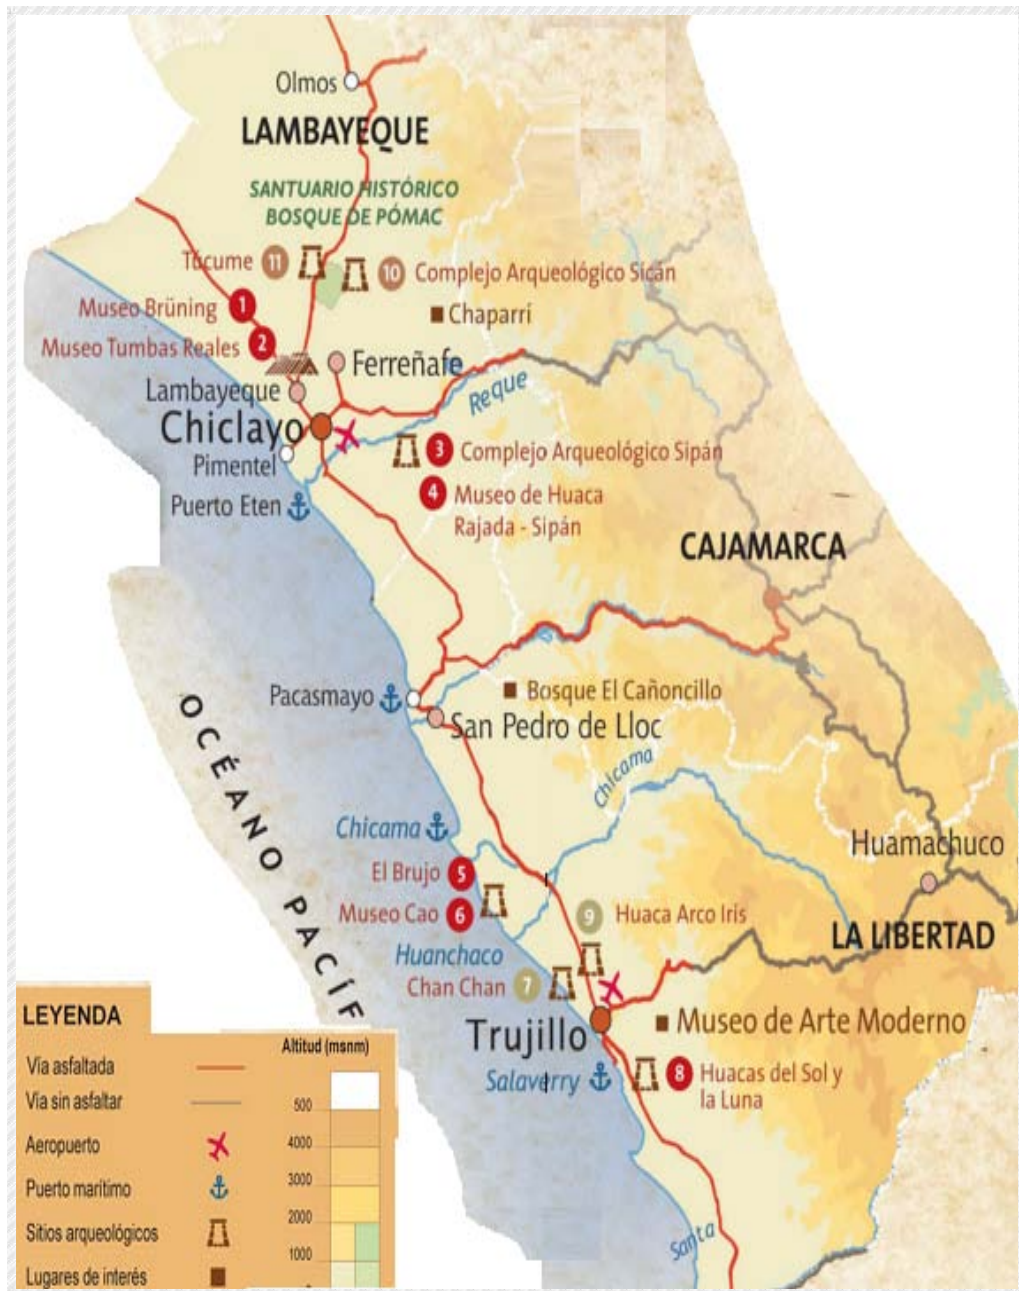 Olmos
LAMBAYEQUE
SANTUARIO HISTÓRICO
BOSQUE DE PÓMAC
Túcume 11
10 Complejo Arqueológico Sicán
Museo Brüning 1
Chaparrí
Museo Tumbas Reales 2
Ferreñafe
Lambayeque
Reque
Chiclayo
Pimentel
3 Complejo Arqueológico Sipán
4 Museo de Huaca
Rajada - Sipán
Puerto Eten
CAJAMARCA
Pacasmayo
Bosque El Cañoncillo
San Pedro de Lloc
OCÉANO PACÍF
Chicama
Chicama
Huamachuco
El Brujo 5
Museo Cao 6
9 Huaca Arco Iris
LA LIBERTAD
Huanchaco
Chan Chan 7
Trujillo
Museo de Arte Moderno
Salaverry
8 Huacas del Sol y
la Luna
Santa
LEYENDA
Vía asfaltada
Vía sin asfaltar
Aeropuerto
Puerto marítimo
Sitios arqueológicos
Lugares de interés
Altitud (msnm)
500
4000
3000
2000
1000